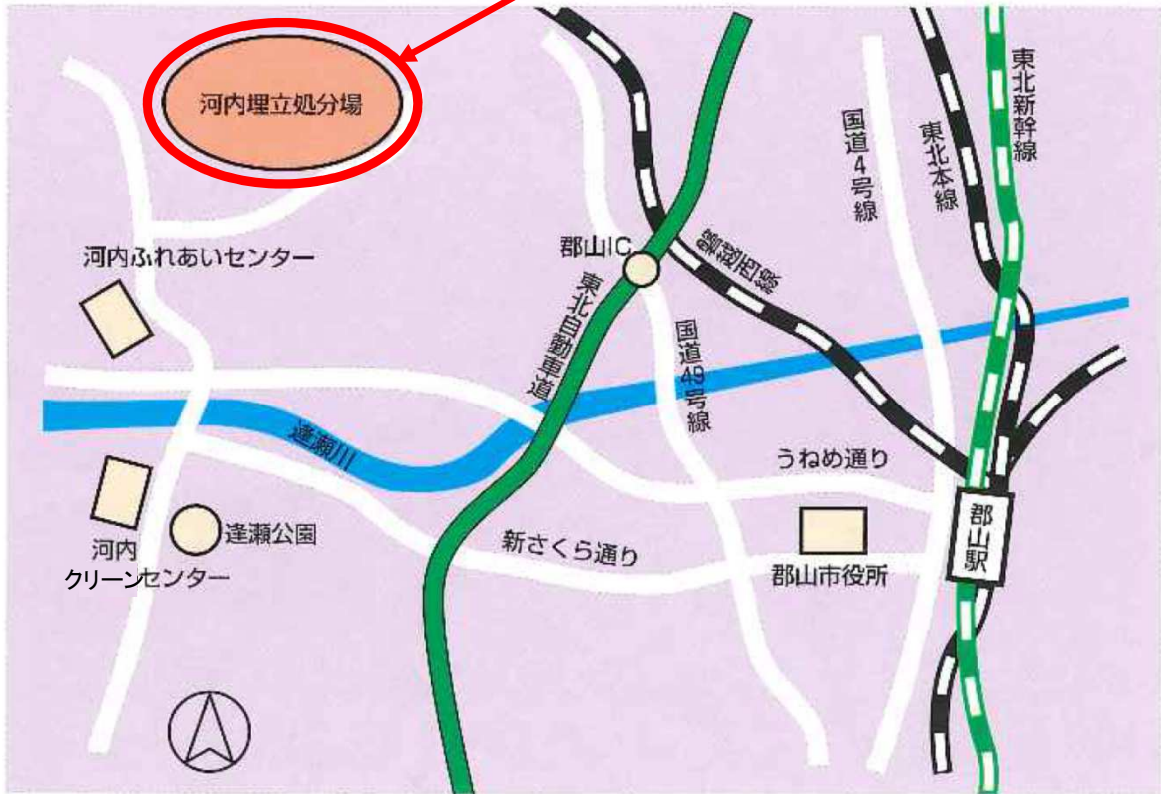 河内埋立処分場
東北新幹線
国道4号線
東北本線
河内ふれあいセンター
郡山IC
磐越西線
東北自動車道
国道49号線
逢瀬川
うねめ通り
郡山駅
逢瀬公園
新さくら通り
河内
クリーンセンター
郡山市役所